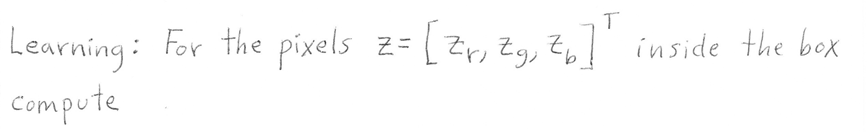 Learning: For the pixels z = [z_r, z_g, z_b]^T inside the box
compute